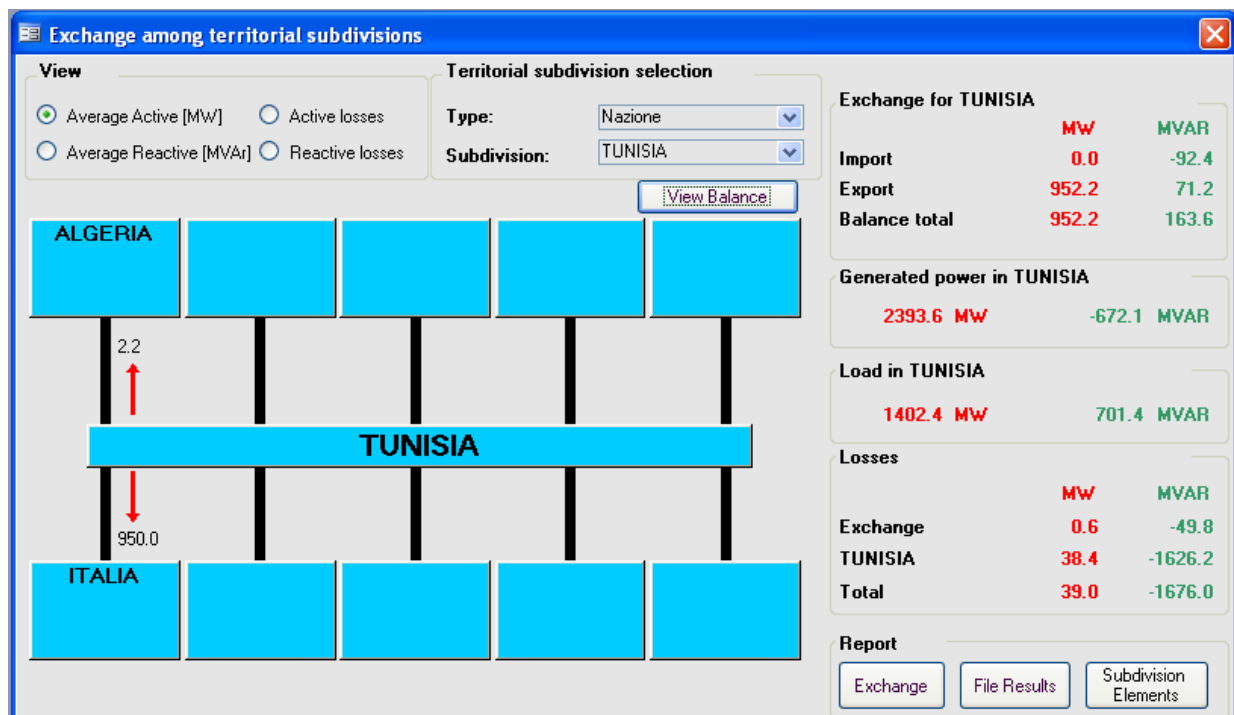 Exchange among territorial subdivisions
View
Average Active [MW] Active losses
Average Reactive [MVAr] Reactive losses
Territorial subdivision selection
Type: Nazione
Subdivision: TUNISIA
View Balance
ALGERIA
2.2
TUNISIA
950.0
ITALIA
Exchange for TUNISIA
MW MVAR
Import 0.0 -92.4
Export 952.2 71.2
Balance total 952.2 163.6
Generated power in TUNISIA
2393.6 MW -672.1 MVAR
Load in TUNISIA
1402.4 MW 701.4 MVAR
Losses
MW MVAR
Exchange 0.6 -49.8
TUNISIA 38.4 -1626.2
Total 39.0 -1676.0
Report
Exchange File Results Subdivision
Elements